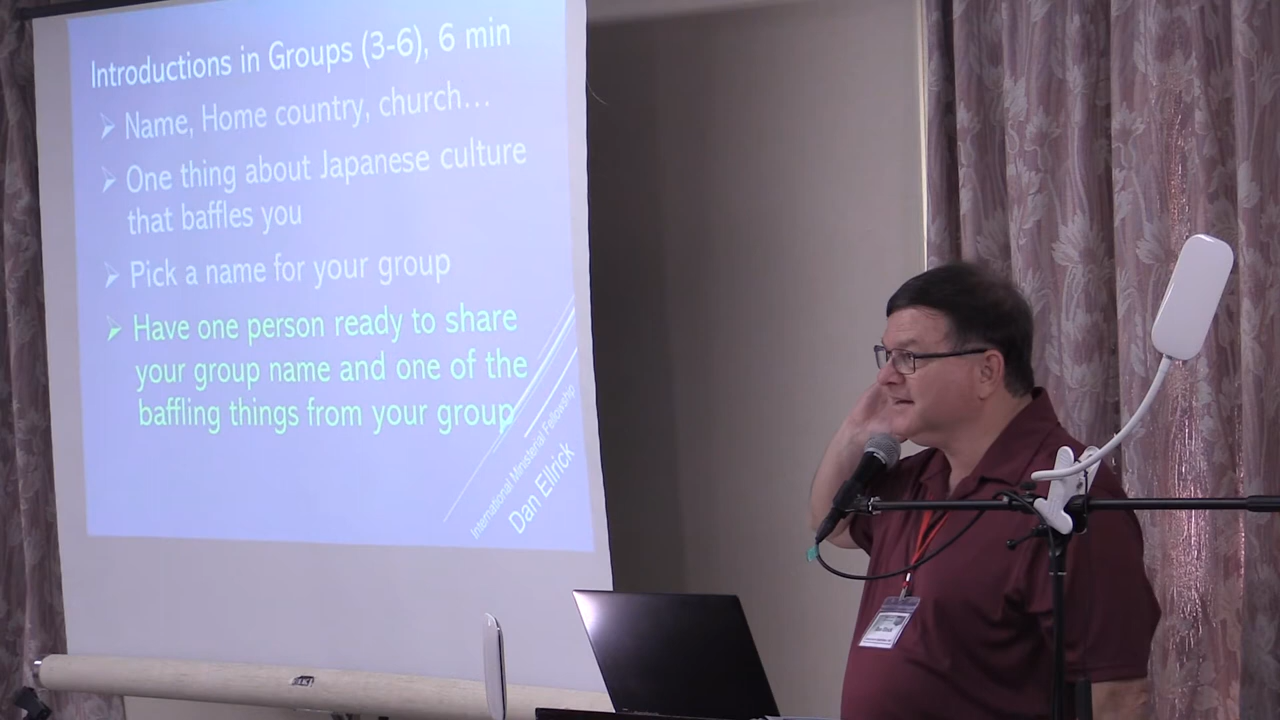 Introductions in Groups (3-6), 6 min
Name, Home country, church...
One thing about Japanese culture
that baffles you
Pick a name for your group
Have one person ready to share
your group name and one of the
baffling things from your group
International Ministerial Fellowship
Dan Ellrick